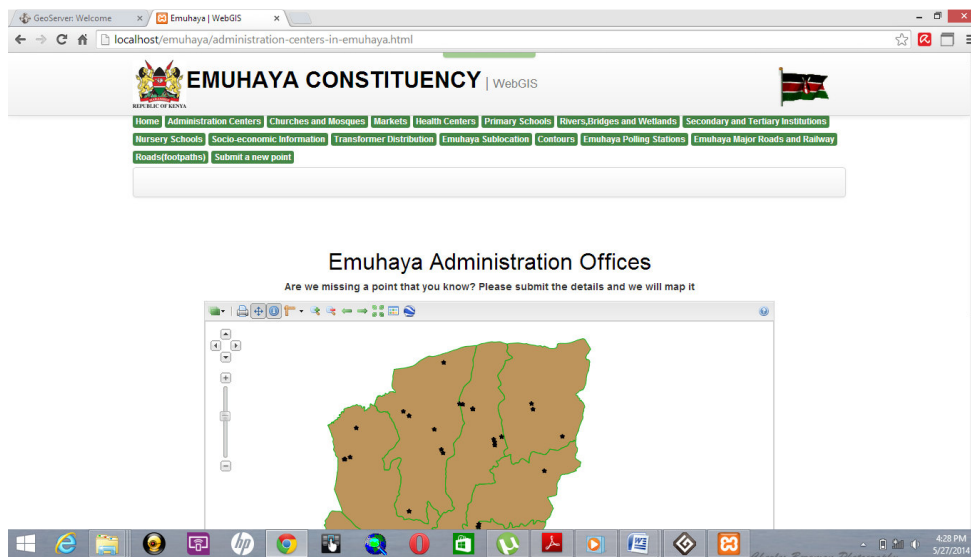 GeoServer: Welcome
Emuhaya | WebGIS
localhost/emuhaya/administration-centers-in-emuhaya.html
REPUBLIC OF KENYA
EMUHAYA CONSTITUENCY | WebGIS
Home Administration Centers Churches and Mosques Markets Health Centers Primary Schools Rivers,Bridges and Wetlands Secondary and Tertiary Institutions
Nursery Schools Socio-economic Information Transformer Distribution Emuhaya Sublocation Contours Emuhaya Polling Stations Emuhaya Major Roads and Railway
Roads(footpaths) Submit a new point
Emuhaya Administration Offices
Are we missing a point that you know? Please submit the details and we will map it
hp
4:28 PM
5/27/2014